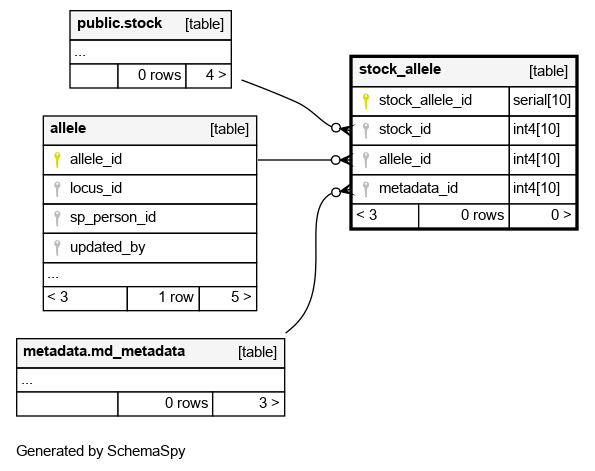 public.stock [table]
...
0 rows 4 >
allele [table]
allele_id
locus_id
sp_person_id
updated_by
...
< 3 1 row 5 >
metadata.md_metadata [table]
...
0 rows 3 >
stock_allele [table]
stock_allele_id serial[10]
stock_id int4[10]
allele_id int4[10]
metadata_id int4[10]
< 3 0 rows 0 >
Generated by SchemaSpy